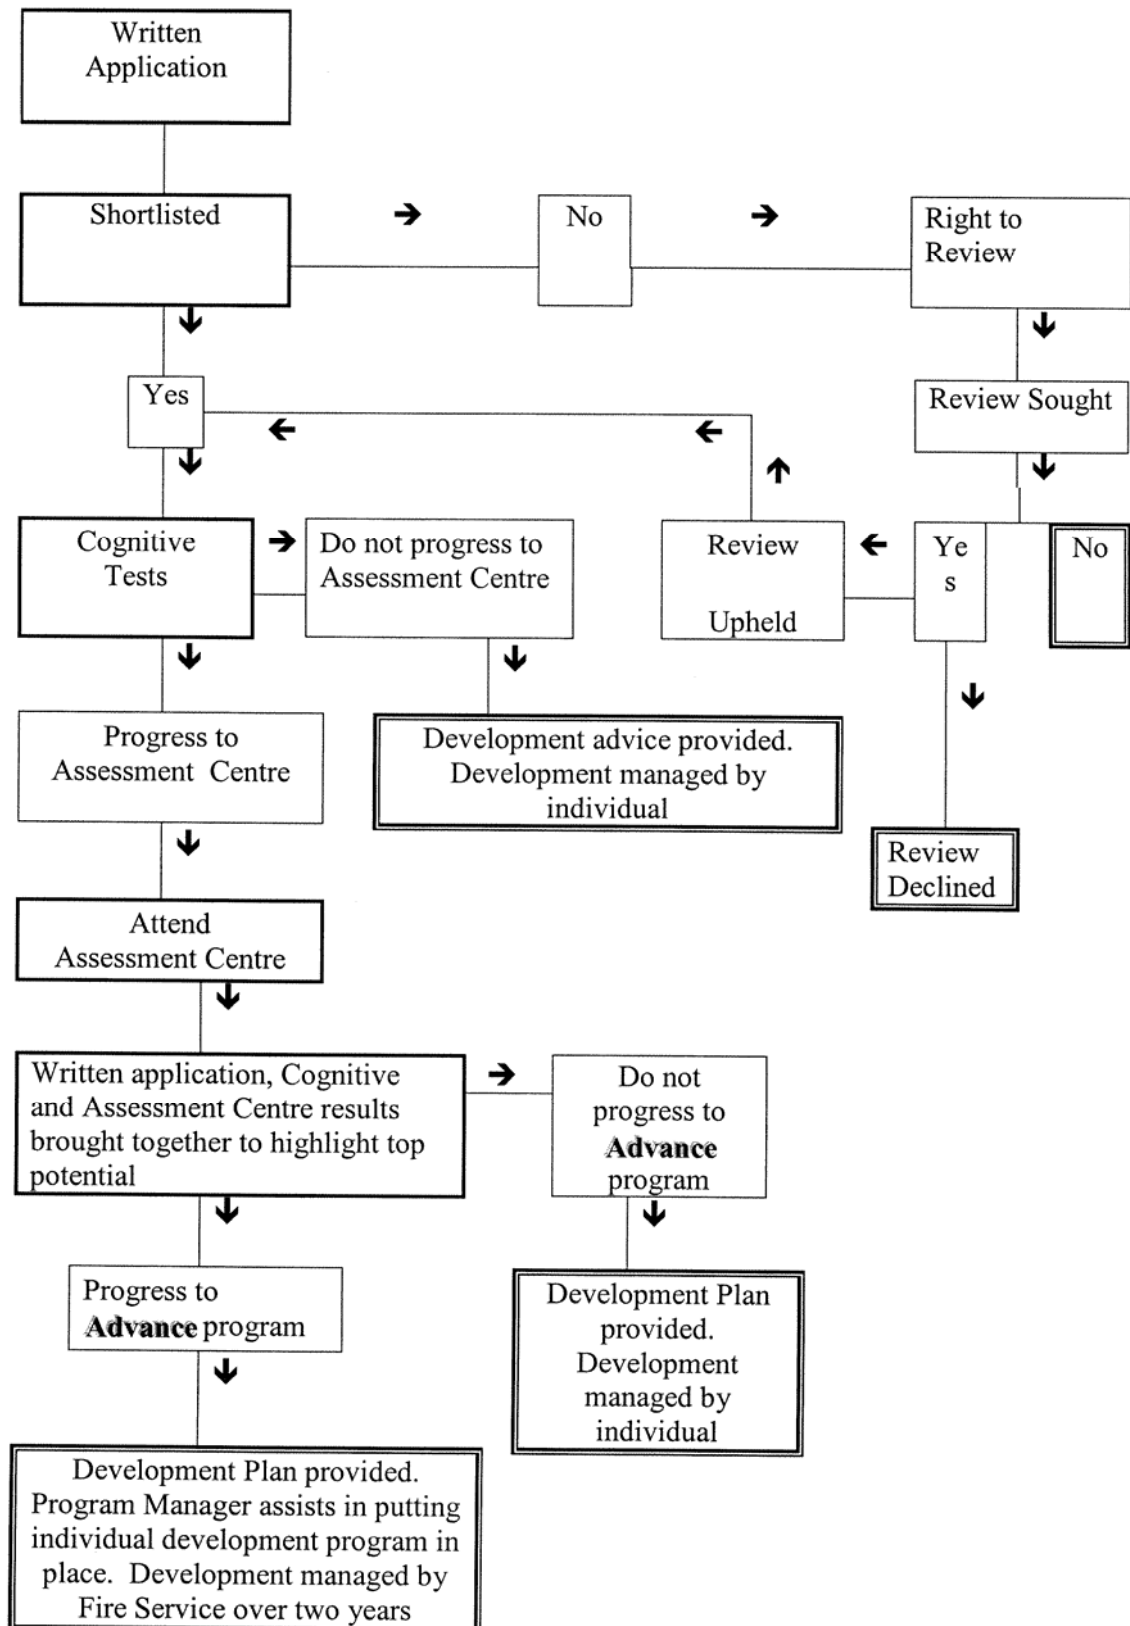 Written
Application
Shortlisted
No
Right to
Review
Yes
Review Sought
Cognitive
Tests
Do not progress to
Assessment Centre
Review
Upheld
Ye
s
No
Progress to
Assessment Centre
Development advice provided.
Development managed by
individual
Review
Declined
Attend
Assessment Centre
Written application, Cognitive
and Assessment Centre results
brought together to highlight top
potential
Do not
progress to
Advance
program
Progress to
Advance program
Development Plan
provided.
Development
managed by
individual
Development Plan provided.
Program Manager assists in putting
individual development program in
place. Development managed by
Fire Service over two years